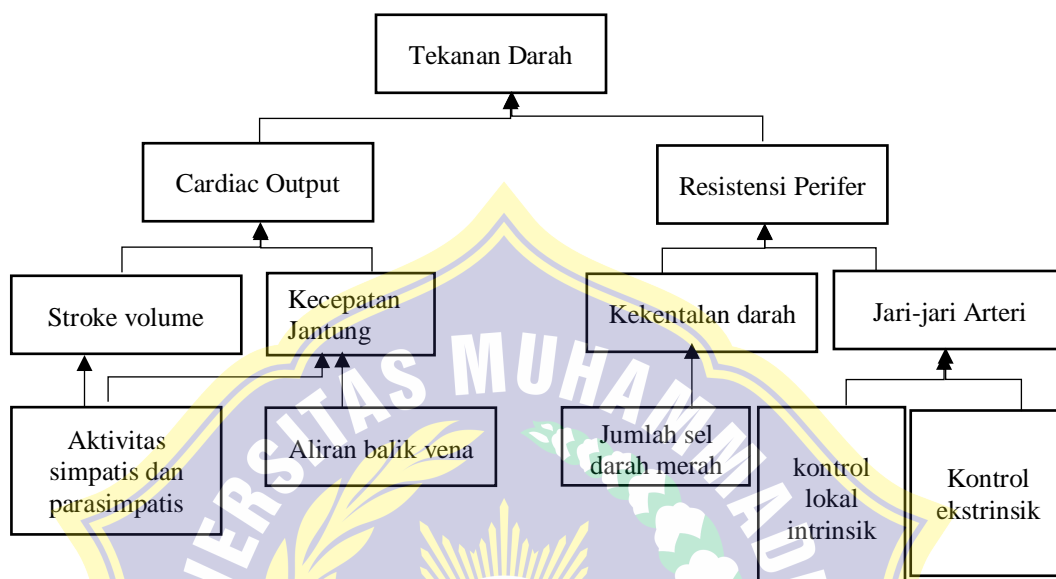 Tekanan Darah
Cardiac Output
Resistensi Perifer
Stroke volume
Kecepatan
Jantung
Kekentalan darah
Jari-jari Arteri
Aktivitas
simpatis dan
parasimpatis
Aliran balik vena
Jumlah sel
darah merah
kontrol
lokal
intrinsik
Kontrol
ekstrinsik